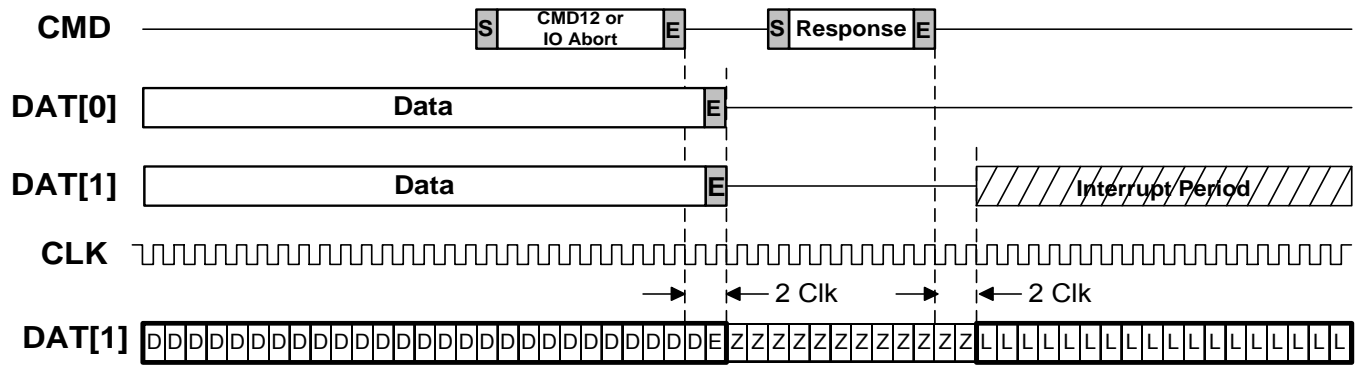 CMD S CMD12 or IO Abort E S Response E
DAT[0] Data E
DAT[1] Data E Interrupt Period
CLK
2 Clk 2 Clk
DAT[1] D D D D D D D D D D D D D D D D D D D D D D D D D D D E Z Z Z Z Z Z Z Z Z Z Z Z L L L L L L L L L L L L L L L L L L